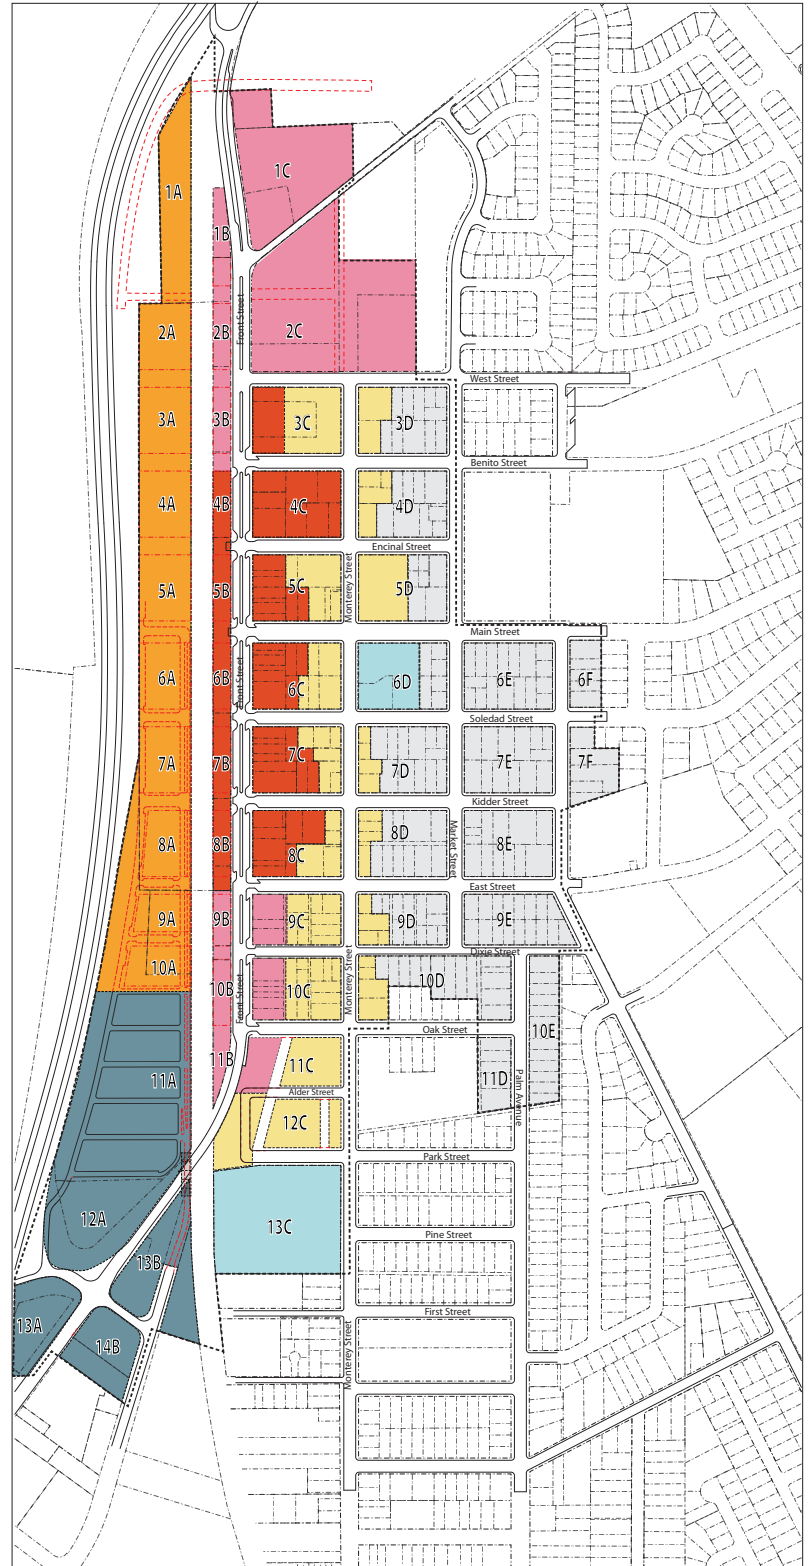 1A
1C
1B
2A
2B
Front Street
2C
West Street
3A
3B
3C
3D
Benito Street
4A
4B
4C
4D
Encinal Street
5A
5B
5C
Monterey Street
5D
Main Street
6A
6B
Front Street
6C
6D
6E
6F
Soledad Street
7A
7B
7C
7D
7E
7F
Kidder Street
8A
8B
8C
8D
Market Street
8E
East Street
9A
9B
9C
9D
9E
Dixie Street
10A
10B
Front Street
10C
Monterey Street
10D
10E
Oak Street
11A
11B
11C
11D
Palm Avenue
Alder Street
12C
Park Street
12A
13C
Pine Street
13B
First Street
13A
14B
Monterey Street